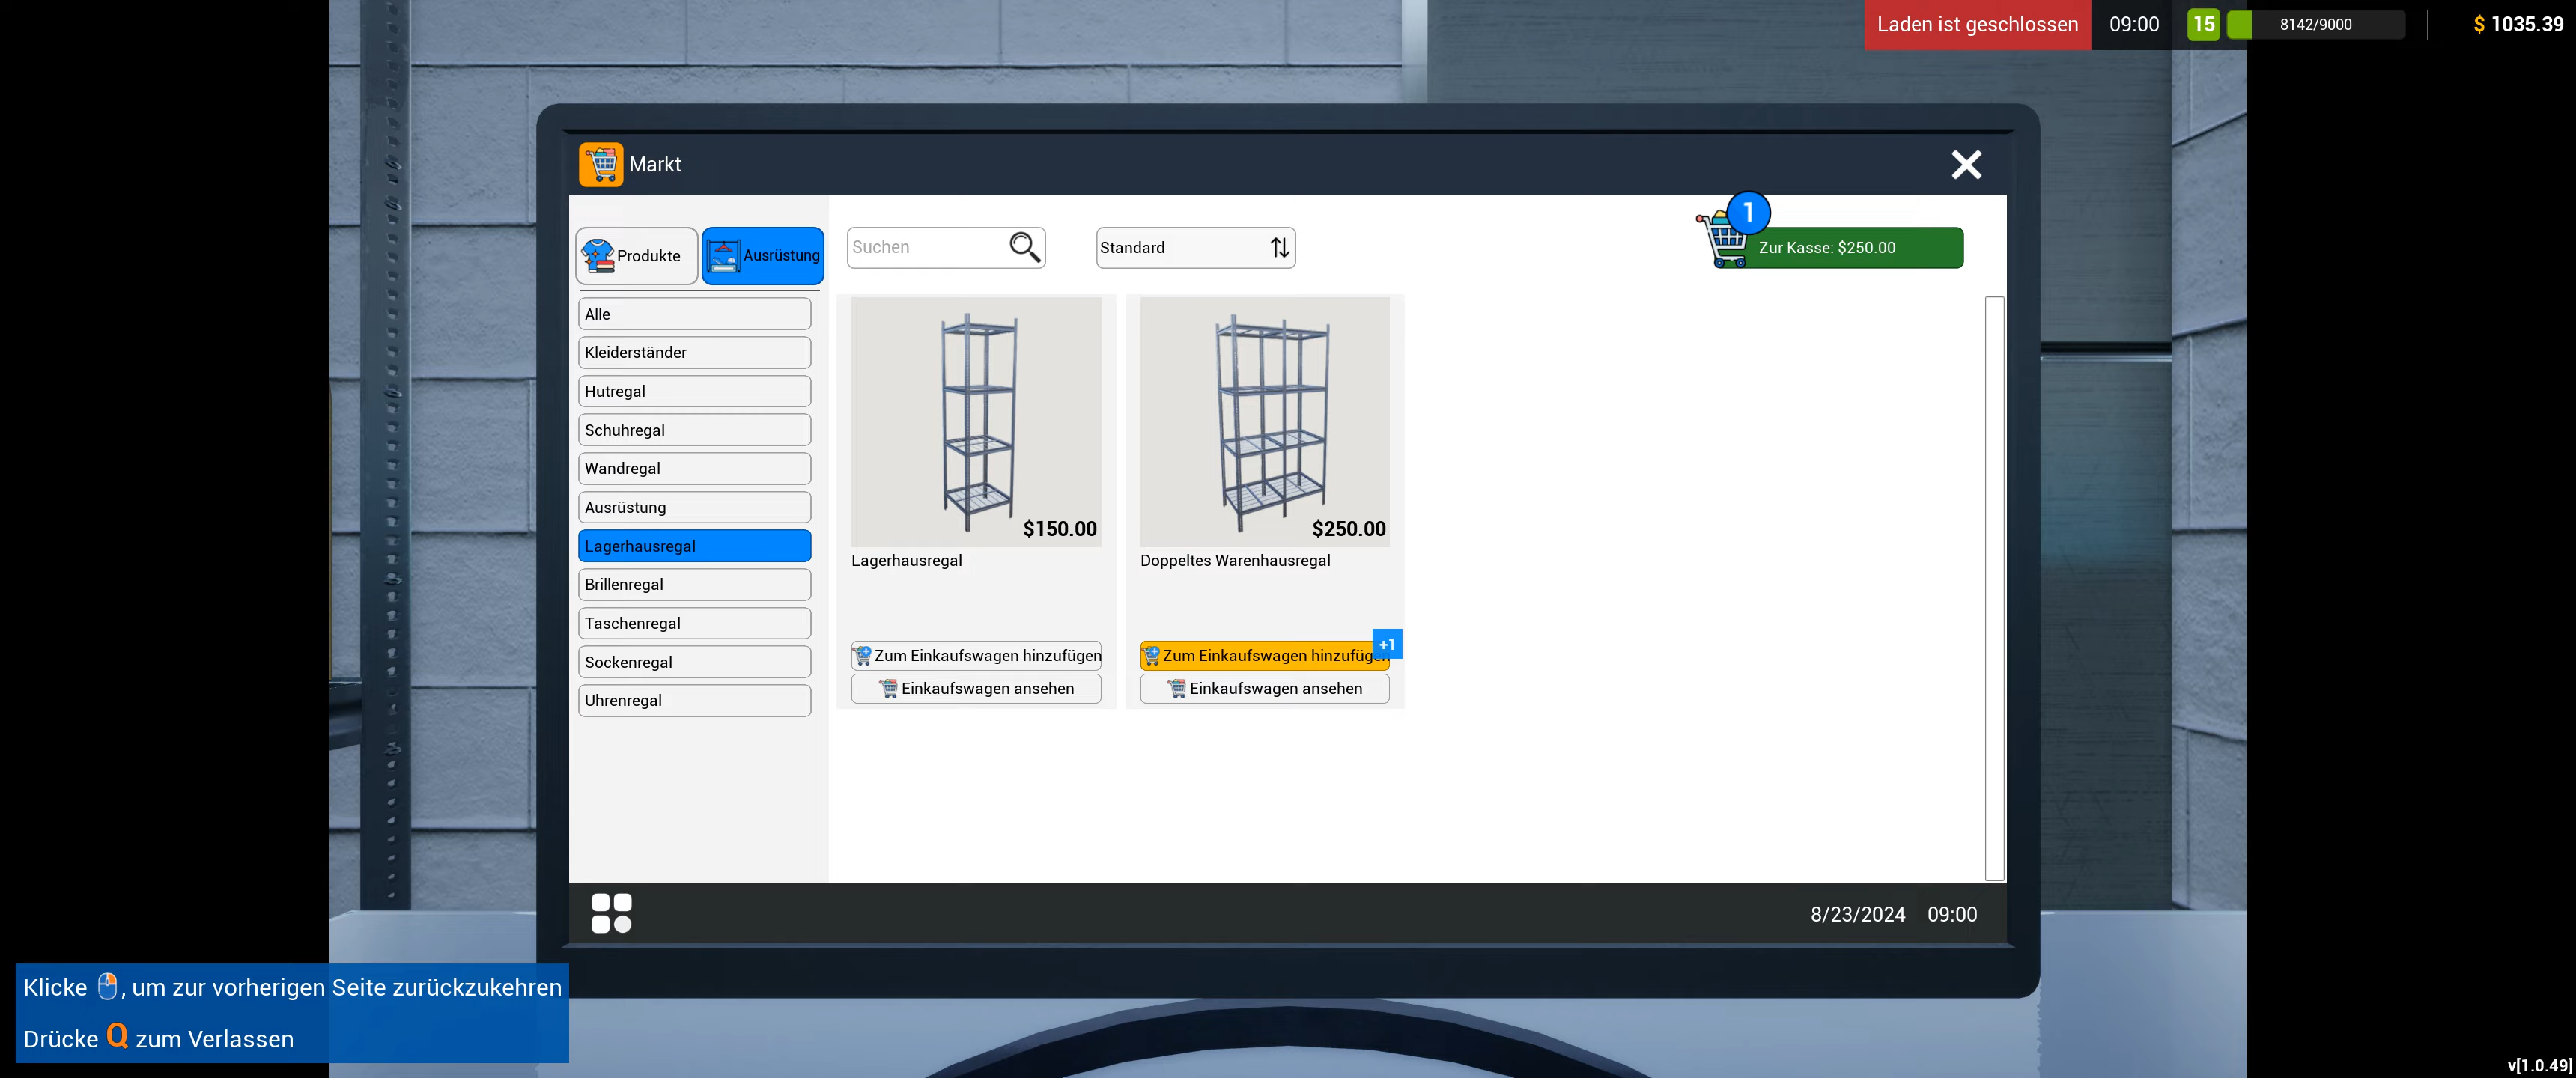 Laden ist geschlossen 09:00 15 8142/9000 $ 1035.39
Markt
1
Produkte Ausrüstung Suchen Standard Zur Kasse: $250.00
Alle
Kleiderständer
Hutregal
Schuhregal
Wandregal
Ausrüstung
Lagerhausregal
Brillenregal
Taschenregal
Sockenregal
Uhrenregal
$150.00
Lagerhausregal
Zum Einkaufswagen hinzufügen
Einkaufswagen ansehen
$250.00
Doppeltes Warenhausregal
+1
Zum Einkaufswagen hinzufügen
Einkaufswagen ansehen
8/23/2024 09:00
Klicke , um zur vorherigen Seite zurückzukehren
Drücke Q zum Verlassen
v[1.0.49]